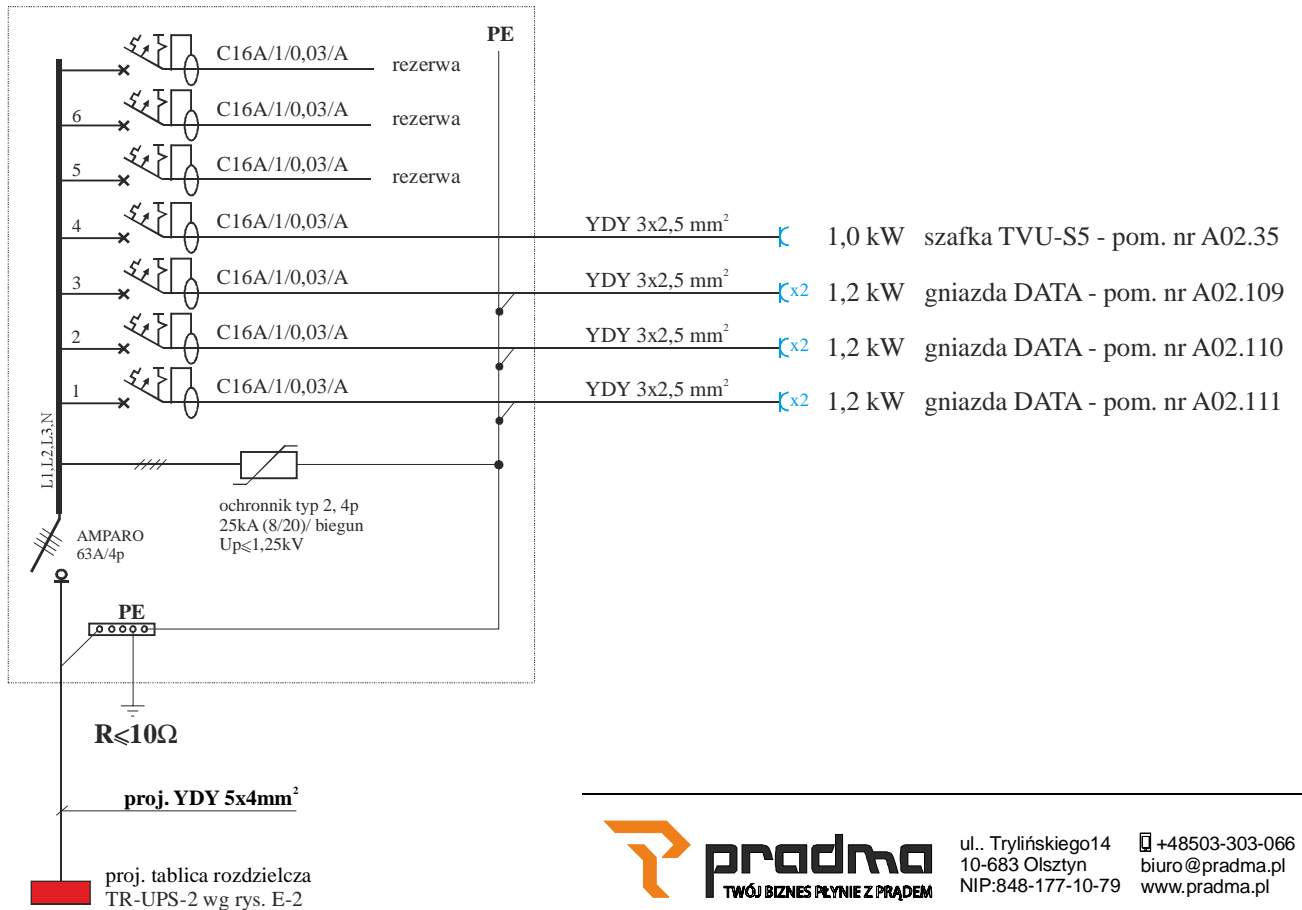 PE
C16A/1/0,03/A rezerwa
6 C16A/1/0,03/A rezerwa
5 C16A/1/0,03/A rezerwa
4 C16A/1/0,03/A YDY 3x2,5 mm² 1,0 kW szafka TVU-S5 - pom. nr A02.35
3 C16A/1/0,03/A YDY 3x2,5 mm² x2 1,2 kW gniazda DATA - pom. nr A02.109
2 C16A/1/0,03/A YDY 3x2,5 mm² x2 1,2 kW gniazda DATA - pom. nr A02.110
1 C16A/1/0,03/A YDY 3x2,5 mm² x2 1,2 kW gniazda DATA - pom. nr A02.111
L1,L2,L3,N
ochronnik typ 2, 4p
25kA (8/20)/ biegun
Up⩽1,25kV
AMPARO
63A/4p
PE
R⩽10Ω
proj. YDY 5x4mm²
proj. tablica rozdzielcza
TR-UPS-2 wg rys. E-2
pradma
TWÓJ BIZNES PŁYNIE Z PRĄDEM
ul.. Trylińskiego14
10-683 Olsztyn
NIP:848-177-10-79
+48503-303-066
biuro@pradma.pl
www.pradma.pl